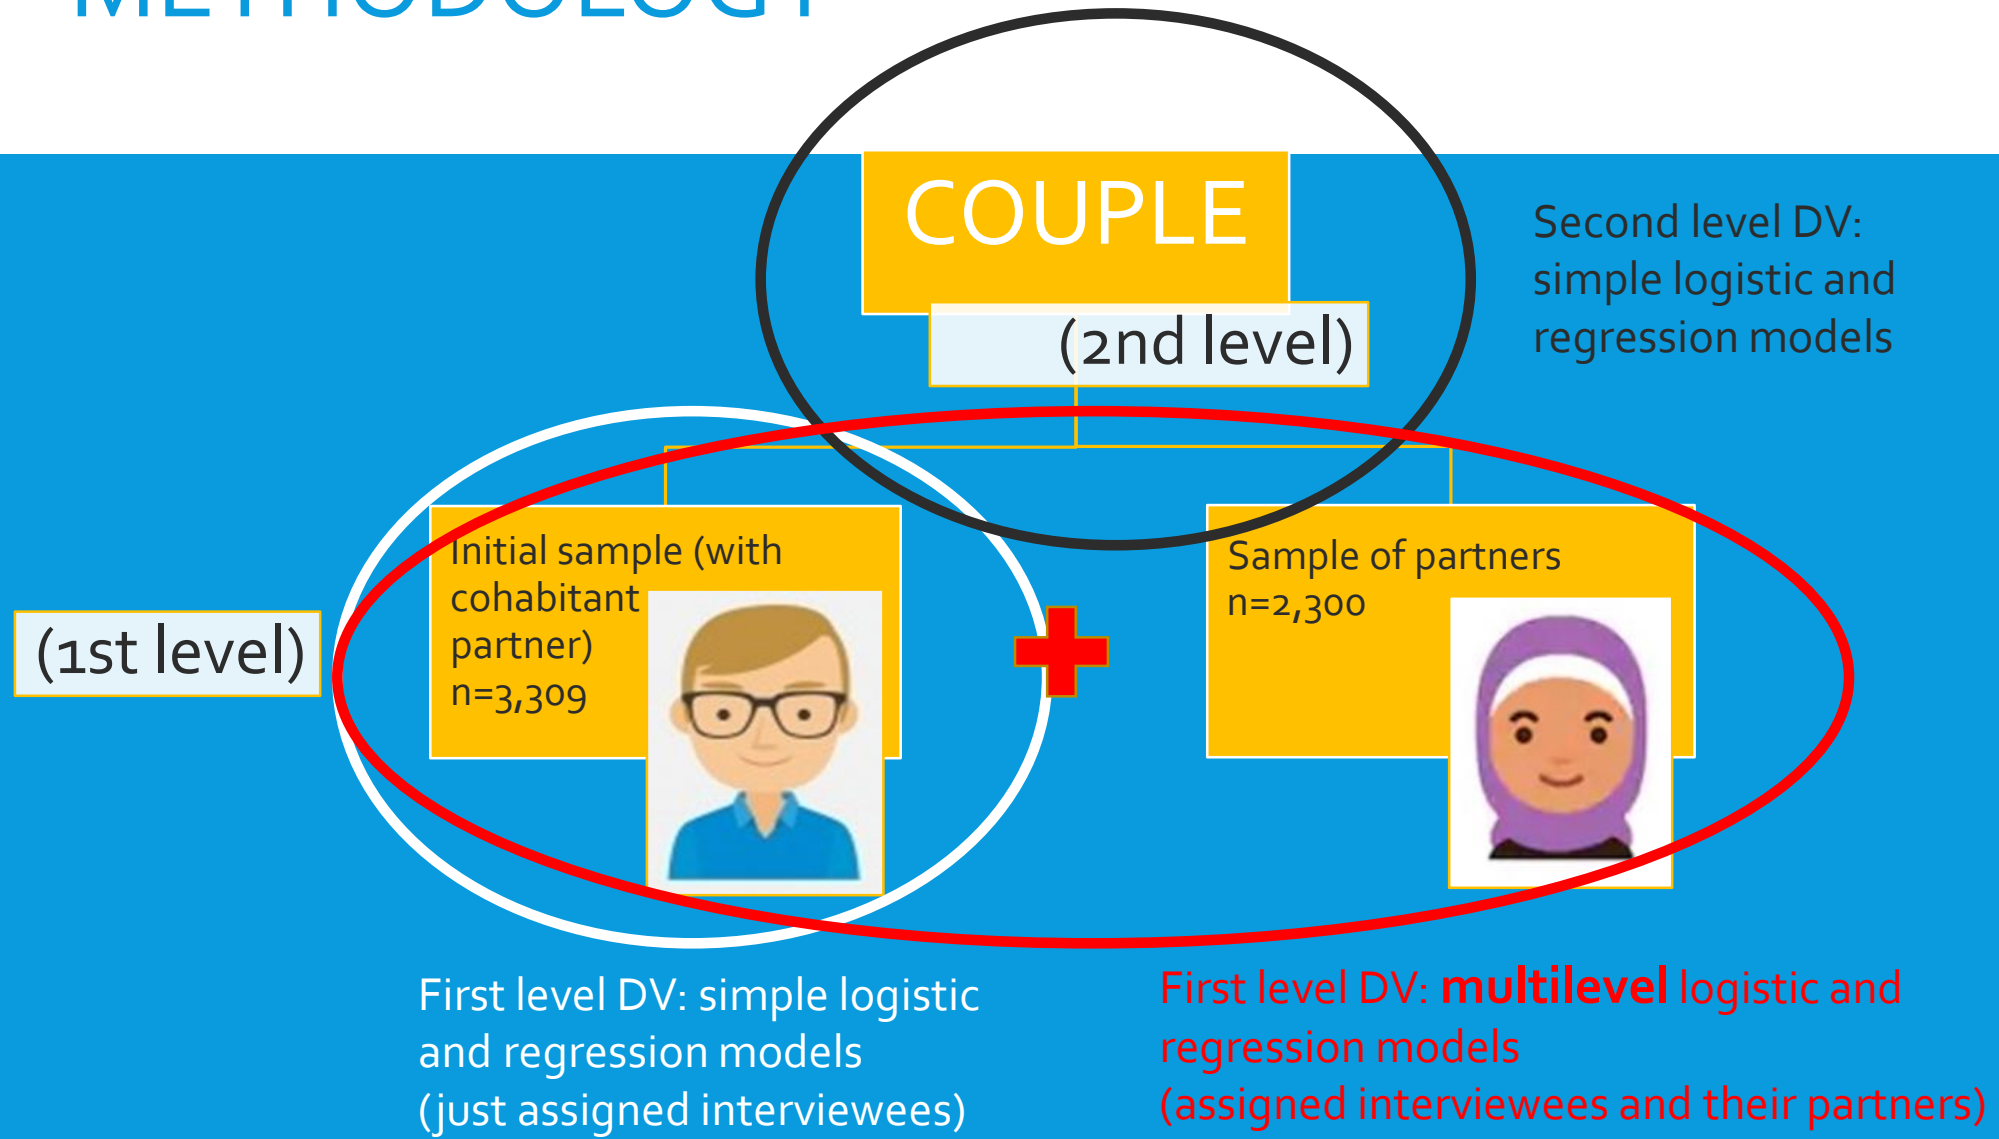 METHODOLOGY
COUPLE
(2nd level)
Second level DV:
simple logistic and
regression models
(1st level)
Initial sample (with
cohabitant
partner)
n=3,309
Sample of partners
n=2,300
First level DV: simple logistic
and regression models
(just assigned interviewees)
First level DV: multilevel logistic and
regression models
(assigned interviewees and their partners)